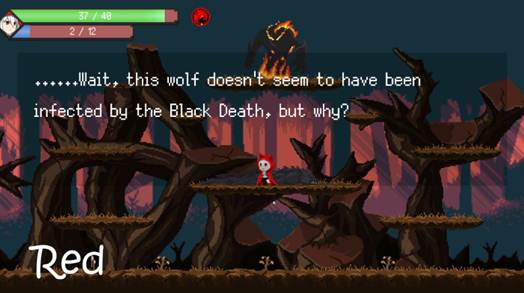 37 / 40
2 / 12
......Wait, this wolf doesn't seem to have been
infected by the Black Death, but why?
Red